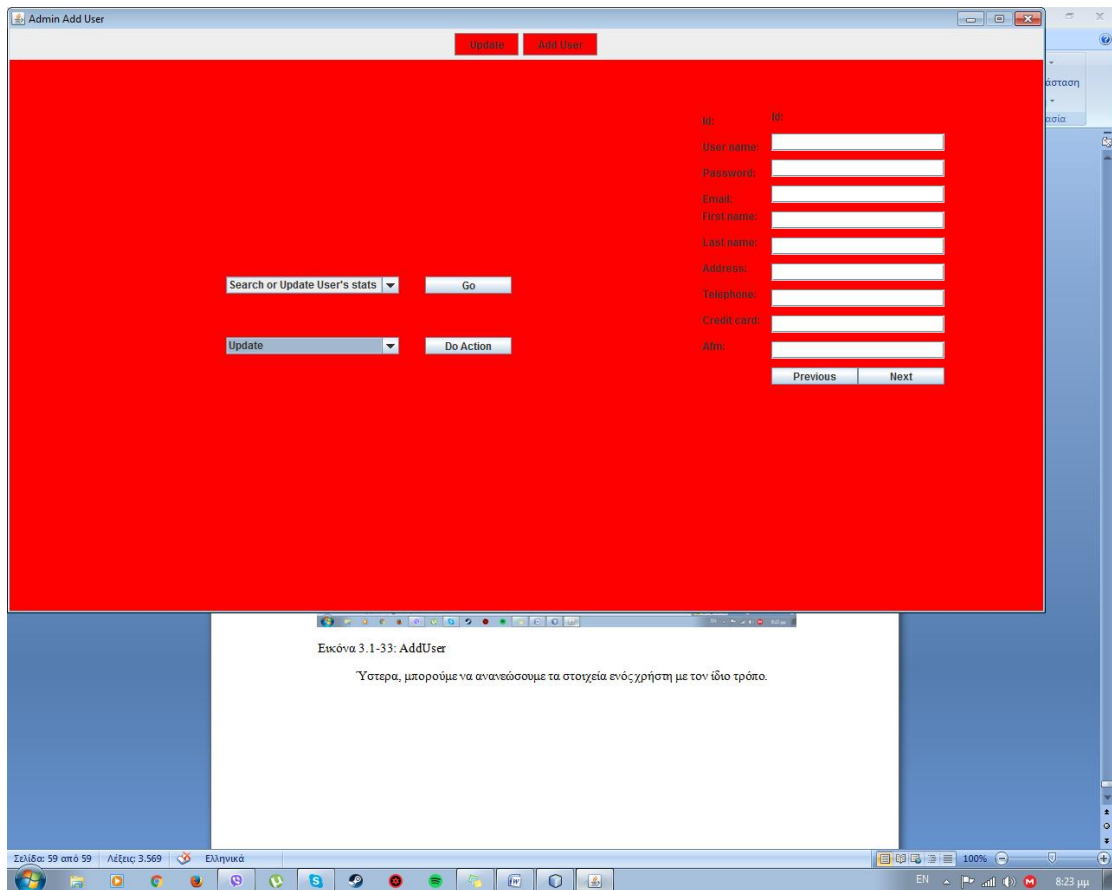 Admin Add User
Update Add User
άσταση
ασία
Id: Id:
User name:
Password:
Email:
First name:
Last name:
Address:
Telephone:
Credit card:
Afm:
Previous Next
Search or Update User's stats Go
Update Do Action
Εικόνα 3.1-33: AddUser
Ύστερα, μπορούμε να ανανεώσουμε τα στοιχεία ενός χρήστη με τον ίδιο τρόπο.
Σελίδα: 59 από 59 Λέξεις: 3.569 Ελληνικά 100%
EN 8:23 μμ